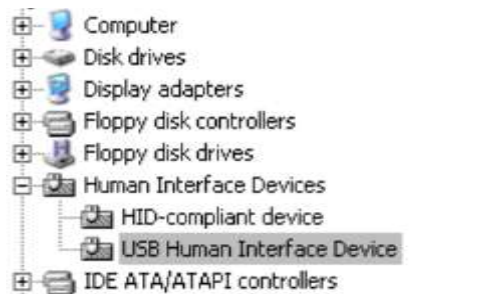 Computer
Disk drives
Display adapters
Floppy disk controllers
Floppy disk drives
Human Interface Devices
HID-compliant device
USB Human Interface Device
IDE ATA/ATAPI controllers